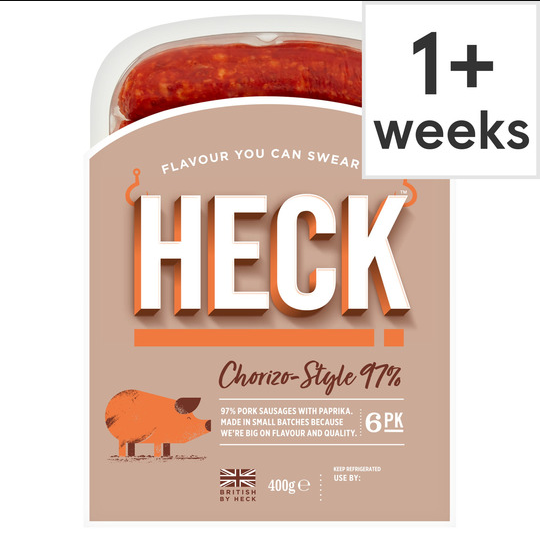 1+
weeks
FLAVOUR YOU CAN SWEAR
HECK
™
Chorizo-Style 97%
97% PORK SAUSAGES WITH PAPRIKA.
MADE IN SMALL BATCHES BECAUSE
WE'RE BIG ON FLAVOUR AND QUALITY.
6PK
BRITISH
BY HECK
400g ℮
KEEP REFRIGERATED
USE BY: